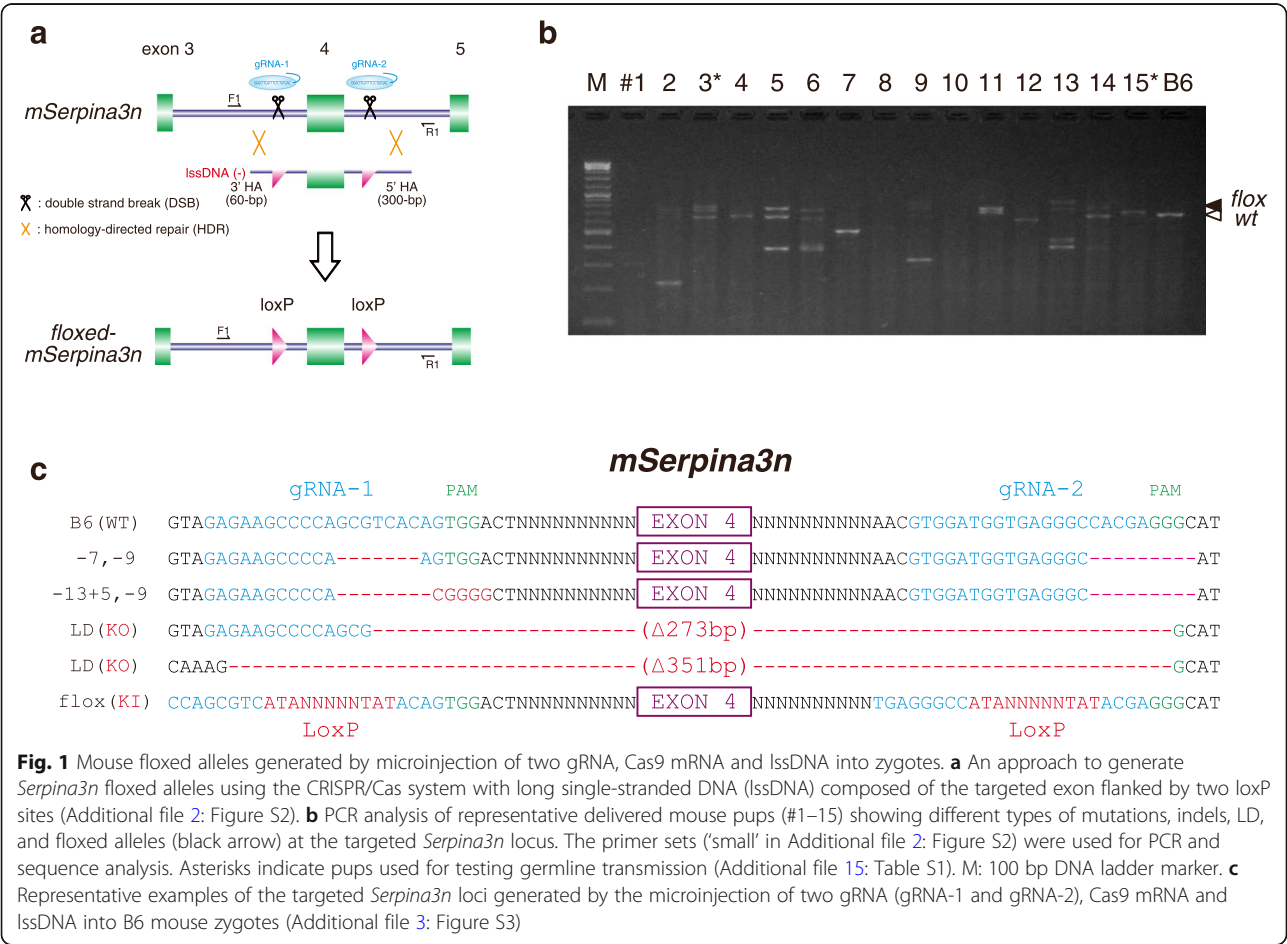 a
exon 3
4
5
gRNA-1
gRNA-2
F1
mSerpina3n
R1
lssDNA (-)
3' HA
(60-bp)
5' HA
(300-bp)
: double strand break (DSB)
: homology-directed repair (HDR)
loxP
loxP
F1
floxed-
mSerpina3n
R1
b
M #1 2 3* 4 5 6 7 8 9 10 11 12 13 14 15* B6
flox
wt
c
mSerpina3n
gRNA-1 PAM gRNA-2 PAM
B6(WT) GTAGAGAAGCCCCAGCGTCACAGTGGACTNNNNNNNNNNN EXON 4 NNNNNNNNNNNAACGTGGATGGTGAGGGCCACGAGGGCAT
-7,-9 GTAGAGAAGCCCCA-------AGTGGACTNNNNNNNNNNN EXON 4 NNNNNNNNNNNAACGTGGATGGTGAGGGC---------AT
-13+5,-9 GTAGAGAAGCCCCA--------CGGGGCTNNNNNNNNNNN EXON 4 NNNNNNNNNNNAACGTGGATGGTGAGGGC---------AT
LD(KO) GTAGAGAAGCCCCAGCG-----------------------(Δ273bp)------------------------------------GCAT
LD(KO) CAAAG-----------------------------------(Δ351bp)------------------------------------GCAT
flox(KI) CCAGCGTCATANNNNNTATACAGTGGACTNNNNNNNNNNN EXON 4 NNNNNNNNNNTGAGGGCCATANNNNNTATACGAGGGCAT
LoxP LoxP
Fig. 1 Mouse floxed alleles generated by microinjection of two gRNA, Cas9 mRNA and lssDNA into zygotes. a An approach to generate
Serpina3n floxed alleles using the CRISPR/Cas system with long single-stranded DNA (lssDNA) composed of the targeted exon flanked by two loxP
sites (Additional file 2: Figure S2). b PCR analysis of representative delivered mouse pups (#1–15) showing different types of mutations, indels, LD,
and floxed alleles (black arrow) at the targeted Serpina3n locus. The primer sets ('small' in Additional file 2: Figure S2) were used for PCR and
sequence analysis. Asterisks indicate pups used for testing germline transmission (Additional file 15: Table S1). M: 100 bp DNA ladder marker. c
Representative examples of the targeted Serpina3n loci generated by the microinjection of two gRNA (gRNA-1 and gRNA-2), Cas9 mRNA and
lssDNA into B6 mouse zygotes (Additional file 3: Figure S3)